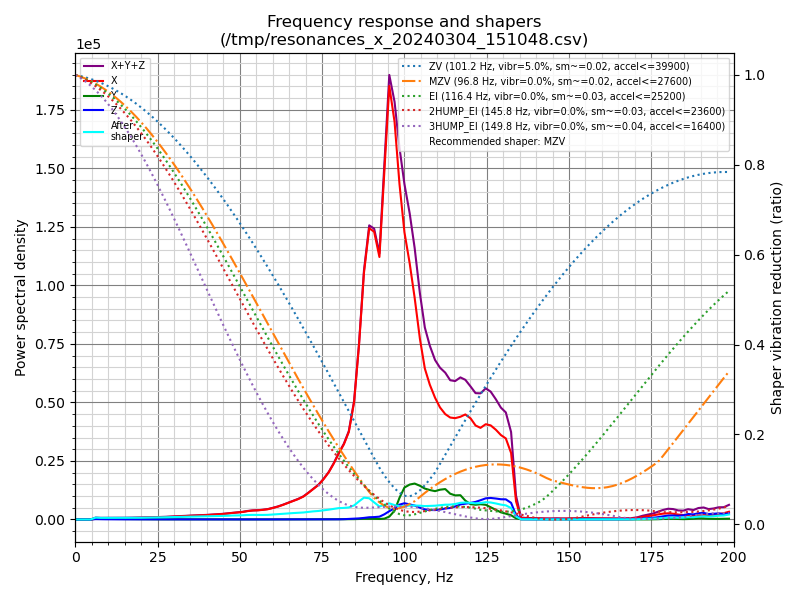 Frequency response and shapers
(/tmp/resonances_x_20240304_151048.csv)
1e5
X+Y+Z
X
Y
Z
After
shaper
ZV (101.2 Hz, vibr=5.0%, sm~=0.02, accel<=39900)
MZV (96.8 Hz, vibr=0.0%, sm~=0.02, accel<=27600)
EI (116.4 Hz, vibr=0.0%, sm~=0.03, accel<=25200)
2HUMP_EI (145.8 Hz, vibr=0.0%, sm~=0.03, accel<=23600)
3HUMP_EI (149.8 Hz, vibr=0.0%, sm~=0.04, accel<=16400)
Recommended shaper: MZV
1.75
1.50
1.25
1.00
0.75
0.50
0.25
0.00
Power spectral density
1.0
0.8
0.6
0.4
0.2
0.0
Shaper vibration reduction (ratio)
0 25 50 75 100 125 150 175 200
Frequency, Hz